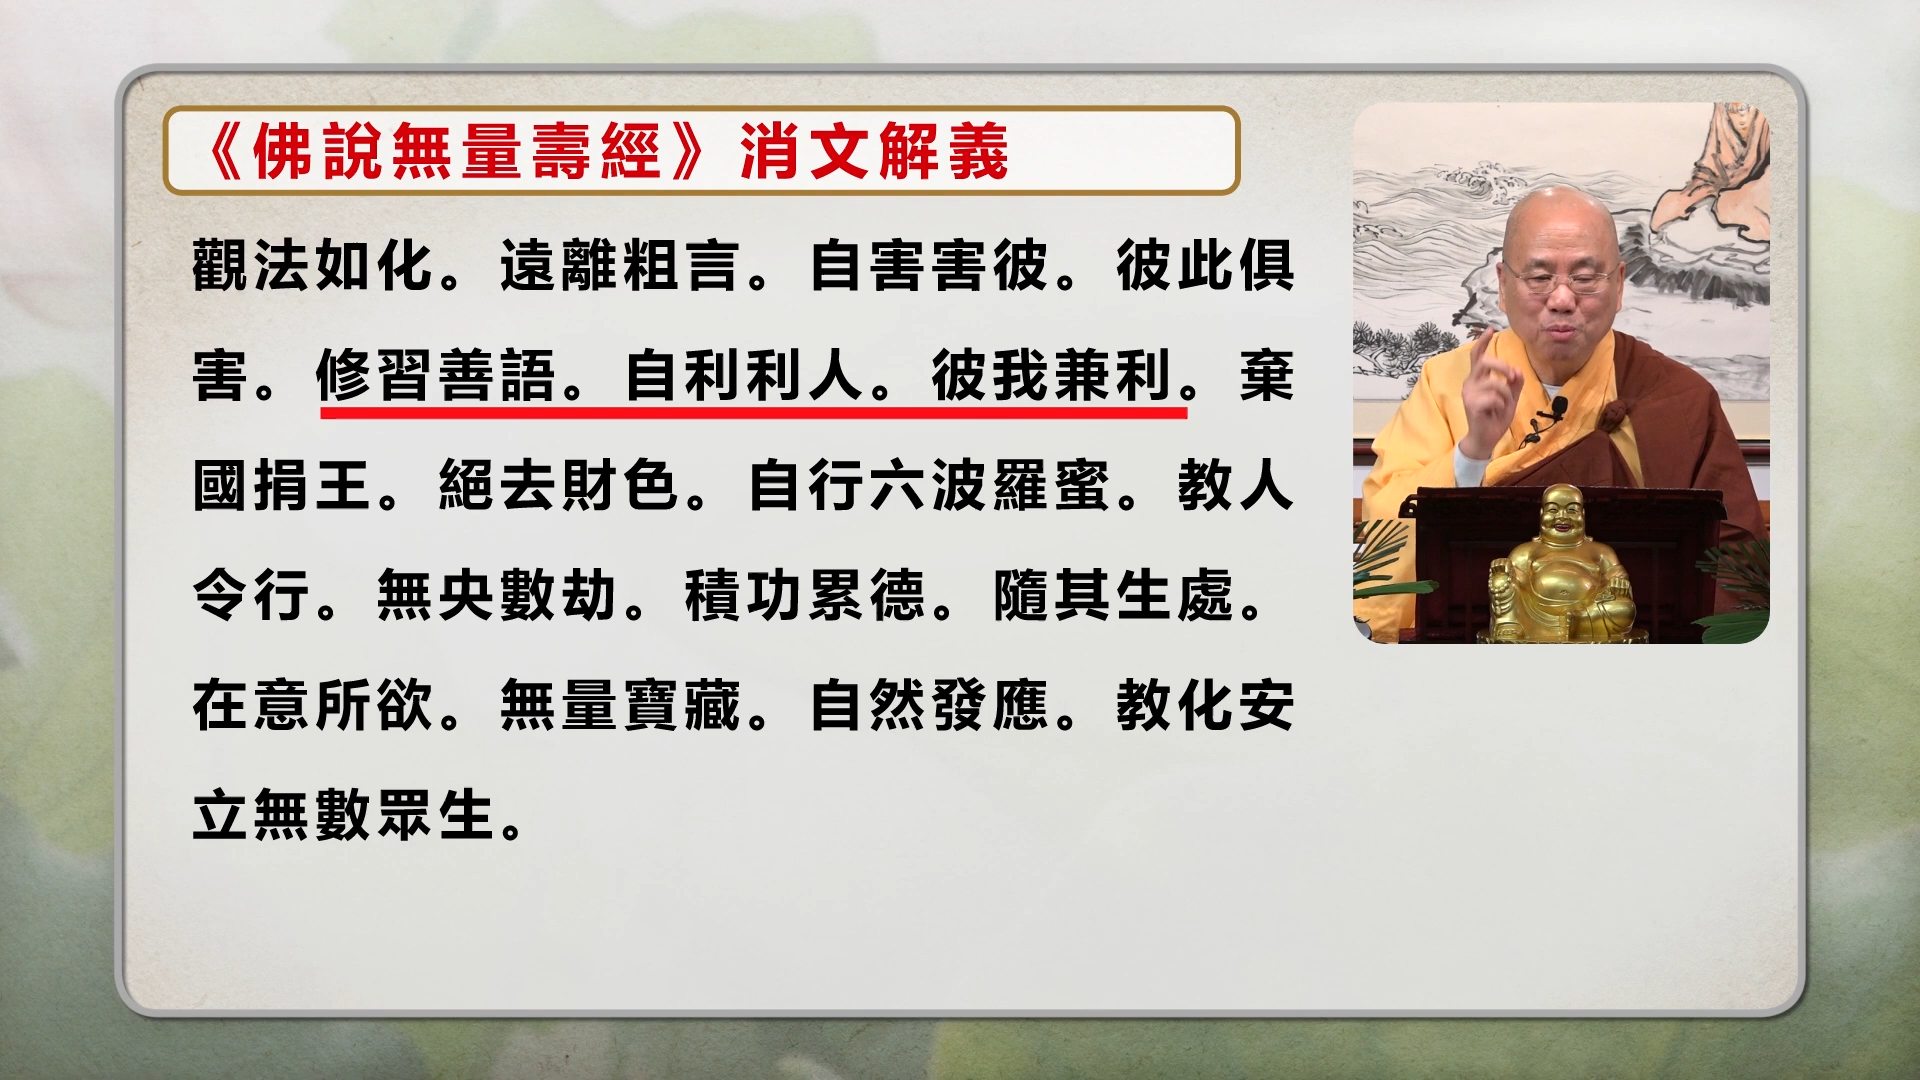 《佛說無量壽經》消文解義
觀法如化。遠離粗言。自害害彼。彼此俱
害。修習善語。自利利人。彼我兼利。棄
國捐王。絕去財色。自行六波羅蜜。教人
令行。無央數劫。積功累德。隨其生處。
在意所欲。無量寶藏。自然發應。教化安
立無數眾生。